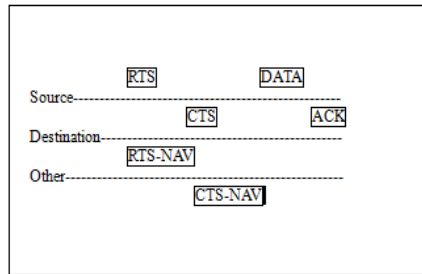 RTS DATA
Source
CTS ACK
Destination
RTS-NAV
Other
CTS-NAV